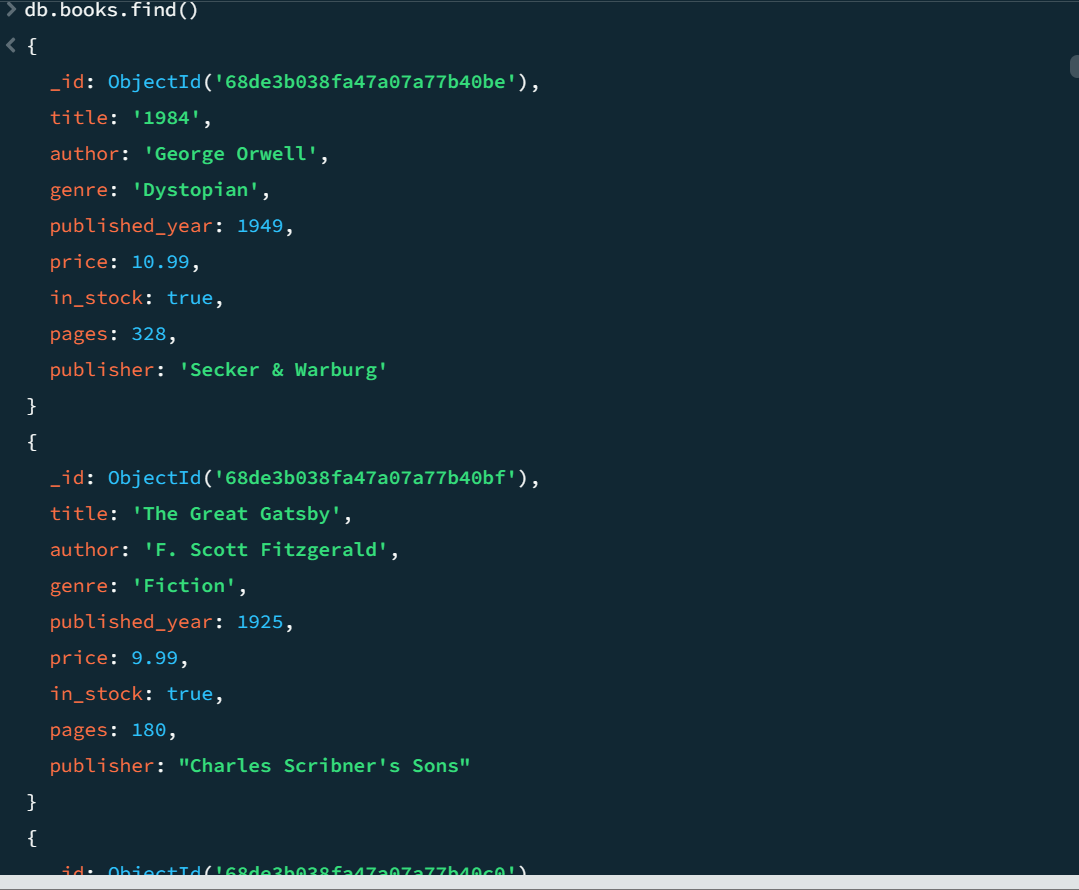 > db.books.find()
< {
_id: ObjectId('68de3b038fa47a07a77b40be'),
title: '1984',
author: 'George Orwell',
genre: 'Dystopian',
published_year: 1949,
price: 10.99,
in_stock: true,
pages: 328,
publisher: 'Secker & Warburg'
}
{
_id: ObjectId('68de3b038fa47a07a77b40bf'),
title: 'The Great Gatsby',
author: 'F. Scott Fitzgerald',
genre: 'Fiction',
published_year: 1925,
price: 9.99,
in_stock: true,
pages: 180,
publisher: "Charles Scribner's Sons"
}
{
_id: ObjectId('68de3b038fa47a07a77b40c0')